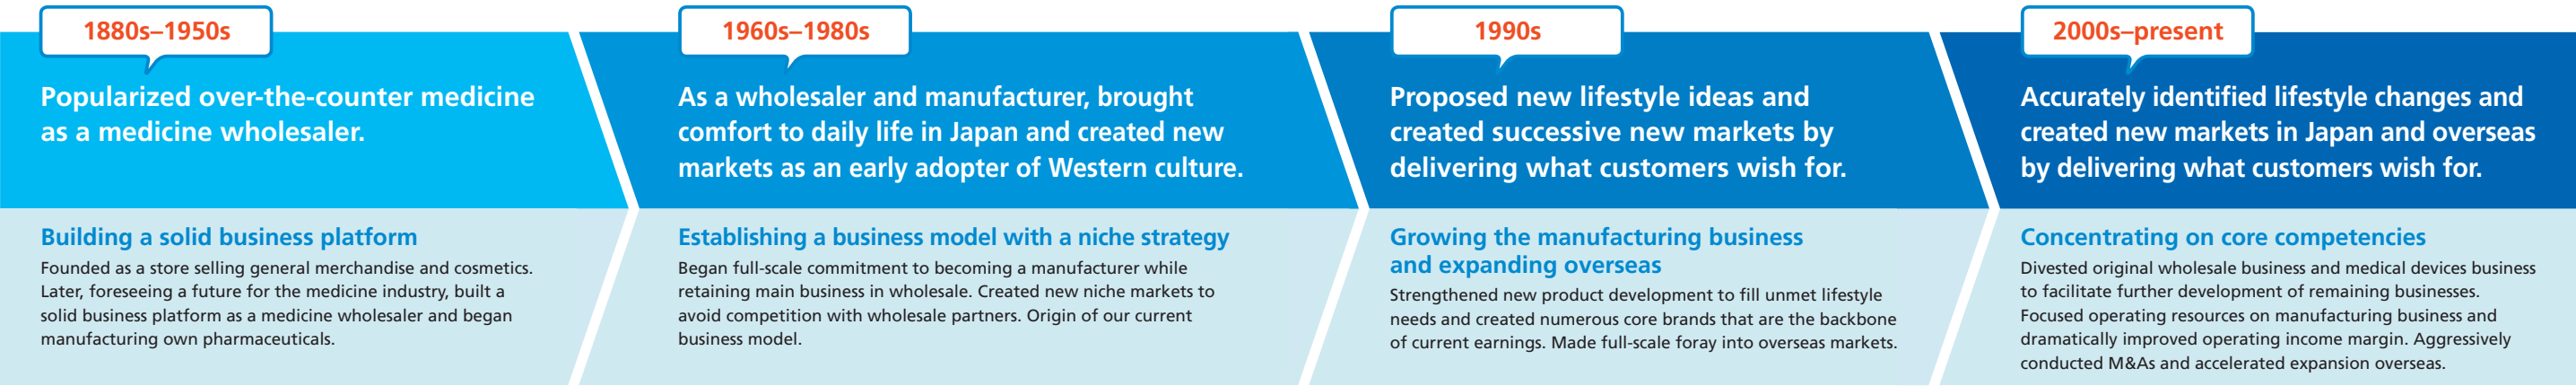 1880s–1950s
Popularized over-the-counter medicine
as a medicine wholesaler.
Building a solid business platform
Founded as a store selling general merchandise and cosmetics.
Later, foreseeing a future for the medicine industry, built a
solid business platform as a medicine wholesaler and began
manufacturing own pharmaceuticals.
1960s–1980s
As a wholesaler and manufacturer, brought
comfort to daily life in Japan and created new
markets as an early adopter of Western culture.
Establishing a business model with a niche strategy
Began full-scale commitment to becoming a manufacturer while
retaining main business in wholesale. Created new niche markets to
avoid competition with wholesale partners. Origin of our current
business model.
1990s
Proposed new lifestyle ideas and
created successive new markets by
delivering what customers wish for.
Growing the manufacturing business
and expanding overseas
Strengthened new product development to fill unmet lifestyle
needs and created numerous core brands that are the backbone
of current earnings. Made full-scale foray into overseas markets.
2000s–present
Accurately identified lifestyle changes and
created new markets in Japan and overseas
by delivering what customers wish for.
Concentrating on core competencies
Divested original wholesale business and medical devices business
to facilitate further development of remaining businesses.
Focused operating resources on manufacturing business and
dramatically improved operating income margin. Aggressively
conducted M&As and accelerated expansion overseas.